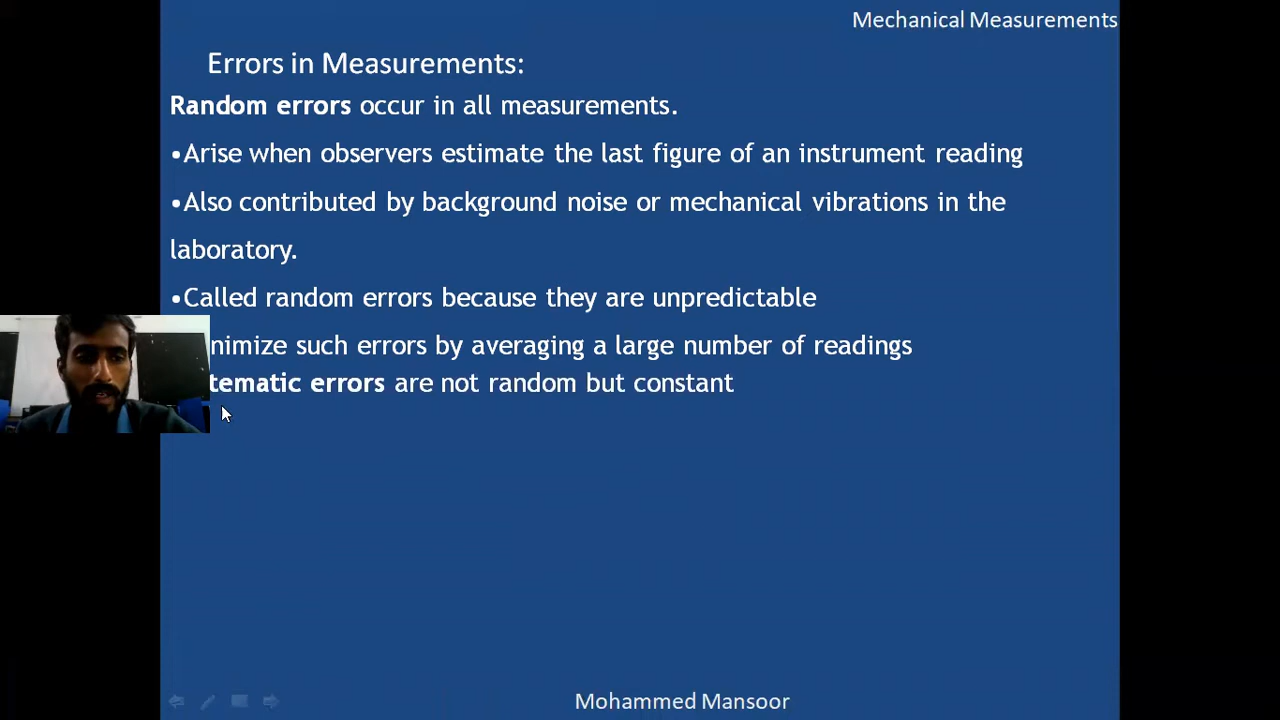 Mechanical Measurements
Errors in Measurements:
Random errors occur in all measurements.
•Arise when observers estimate the last figure of an instrument reading
•Also contributed by background noise or mechanical vibrations in the
laboratory.
•Called random errors because they are unpredictable
nimize such errors by averaging a large number of readings
tematic errors are not random but constant
Mohammed Mansoor